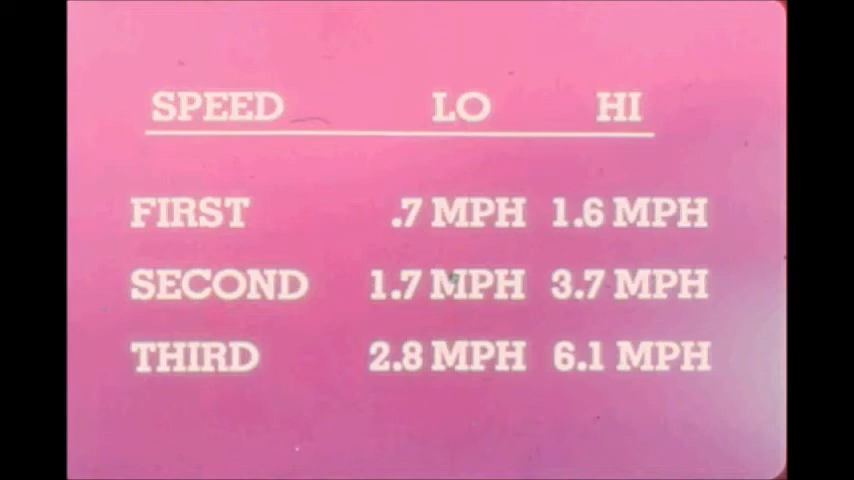 SPEED LO HI
FIRST .7 MPH 1.6 MPH
SECOND 1.7 MPH 3.7 MPH
THIRD 2.8 MPH 6.1 MPH